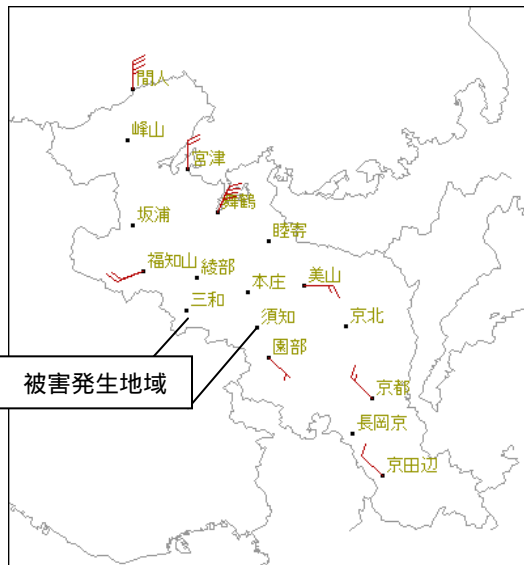 間人
峰山
宮津
舞鶴
坂浦
睦寄
福知山
綾部
本庄
美山
三和
須知
京北
園部
被害発生地域
京都
長岡京
京田辺